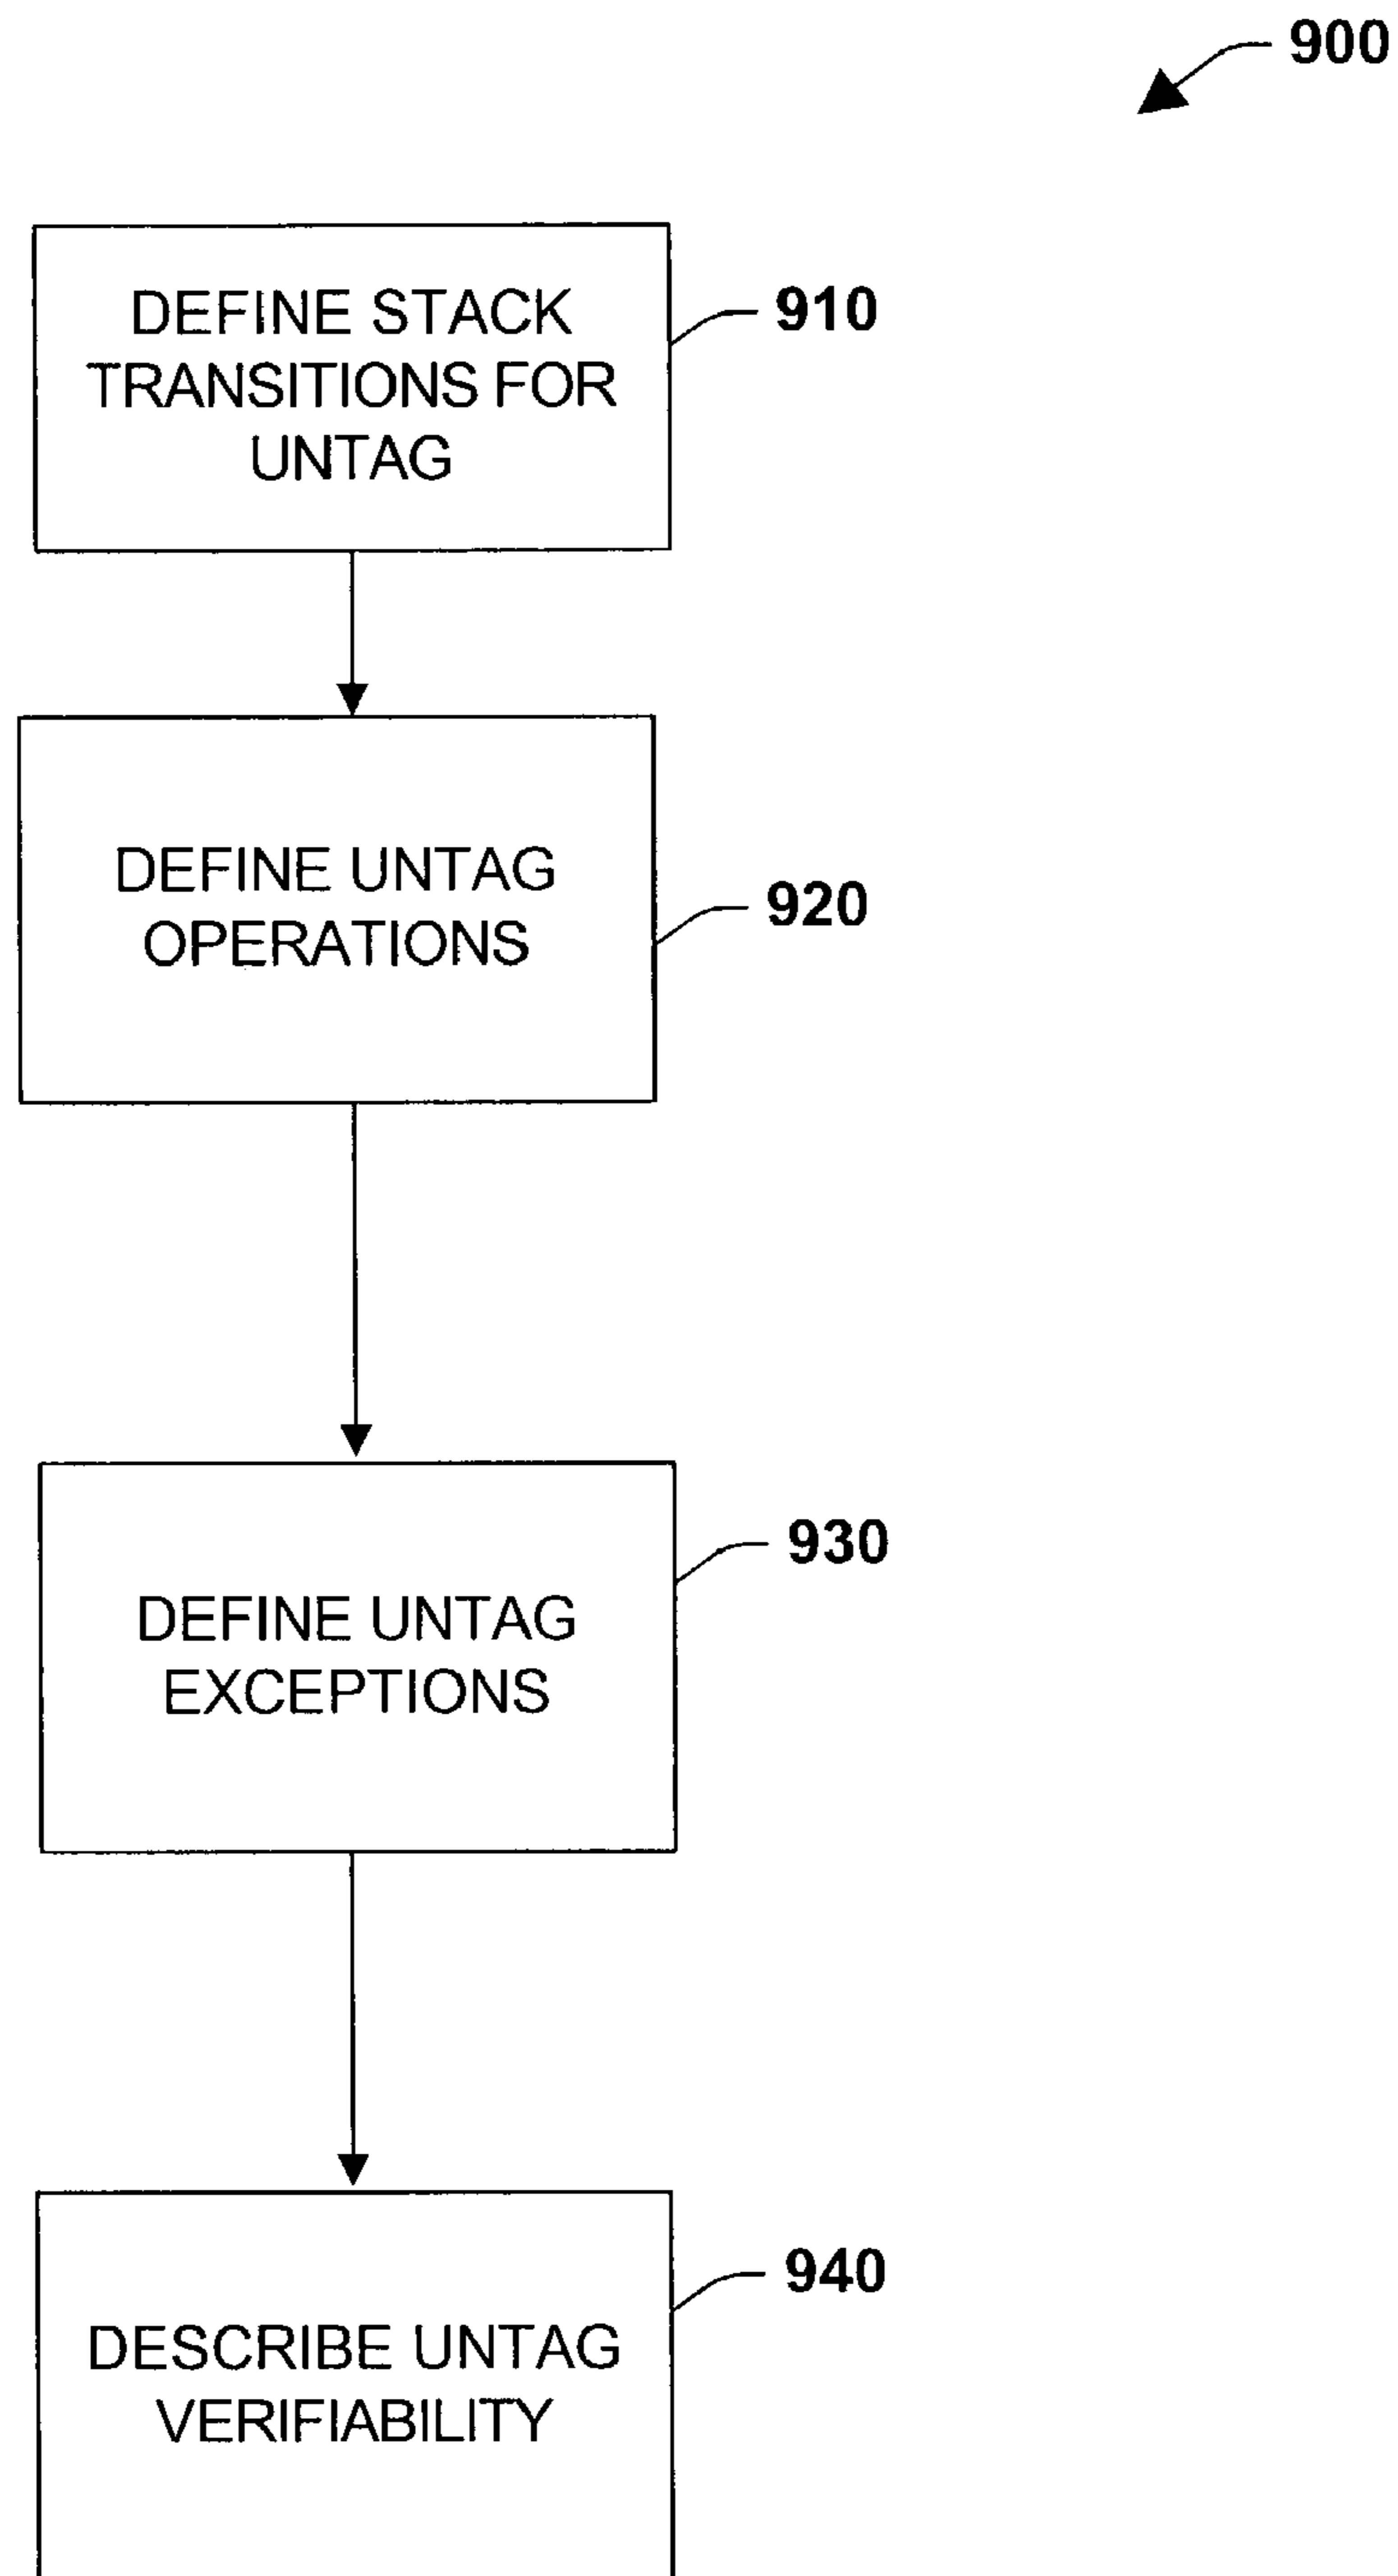 900
DEFINE STACK
TRANSITIONS FOR
UNTAG
910
DEFINE UNTAG
OPERATIONS
920
DEFINE UNTAG
EXCEPTIONS
930
DESCRIBE UNTAG
VERIFIABILITY
940